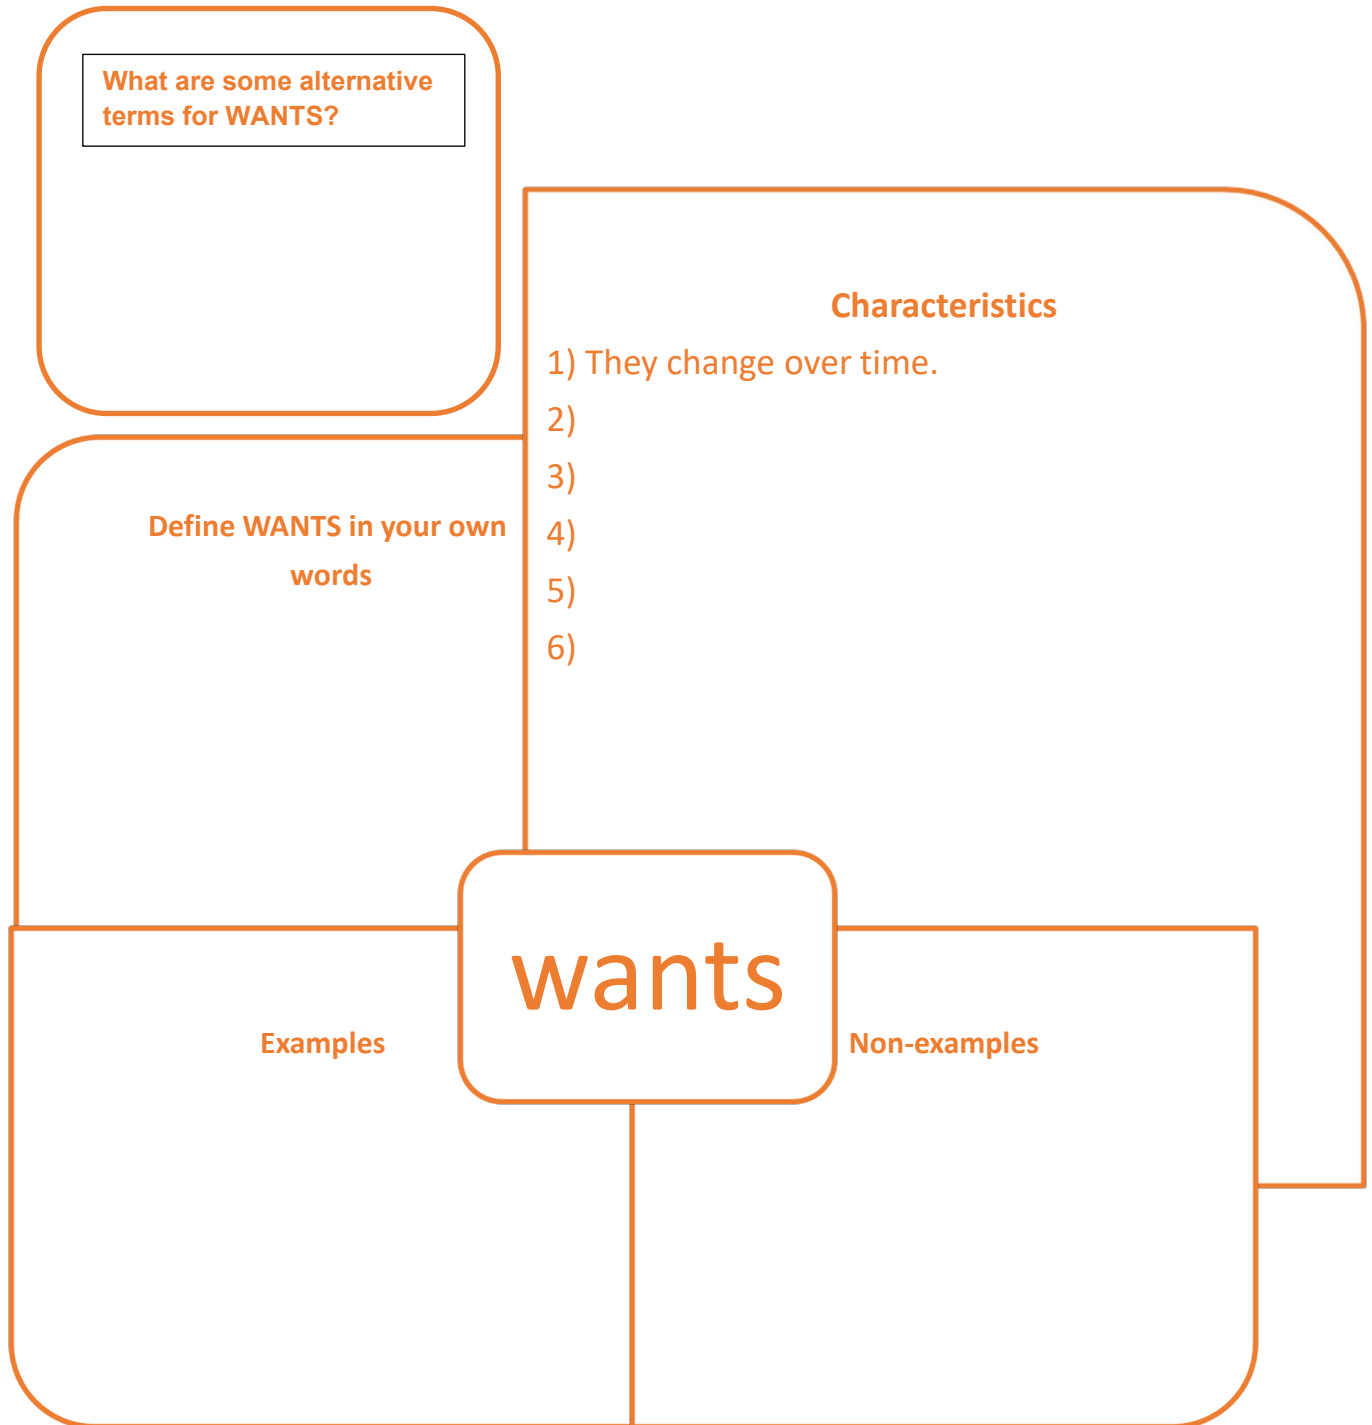 What are some alternative
terms for WANTS?
Characteristics
1) They change over time.
2)
3)
4)
5)
6)
Define WANTS in your own
words
wants
Examples
Non-examples